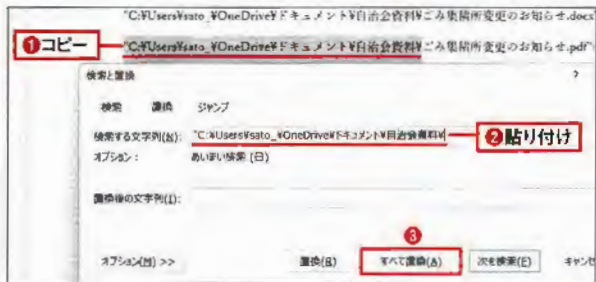 "C:¥Users¥sato_¥OneDrive¥ドキュメント¥自治会資料¥ごみ集積所変更のお知らせ.docx"
❶コピー
"C:¥Users¥sato_¥OneDrive¥ドキュメント¥自治会資料¥ごみ集積所変更のお知らせ.pdf"
検索と置換
?
検索 置換 ジャンプ
検索する文字列(N): "C:¥Users¥sato_¥OneDrive¥ドキュメント¥自治会資料¥
❷貼り付け
オプション: あいまい検索 (日)
置換後の文字列(I):
❸
オプション(M) >> 置換(R) すべて置換(A) 次を検索(F) キャンセ